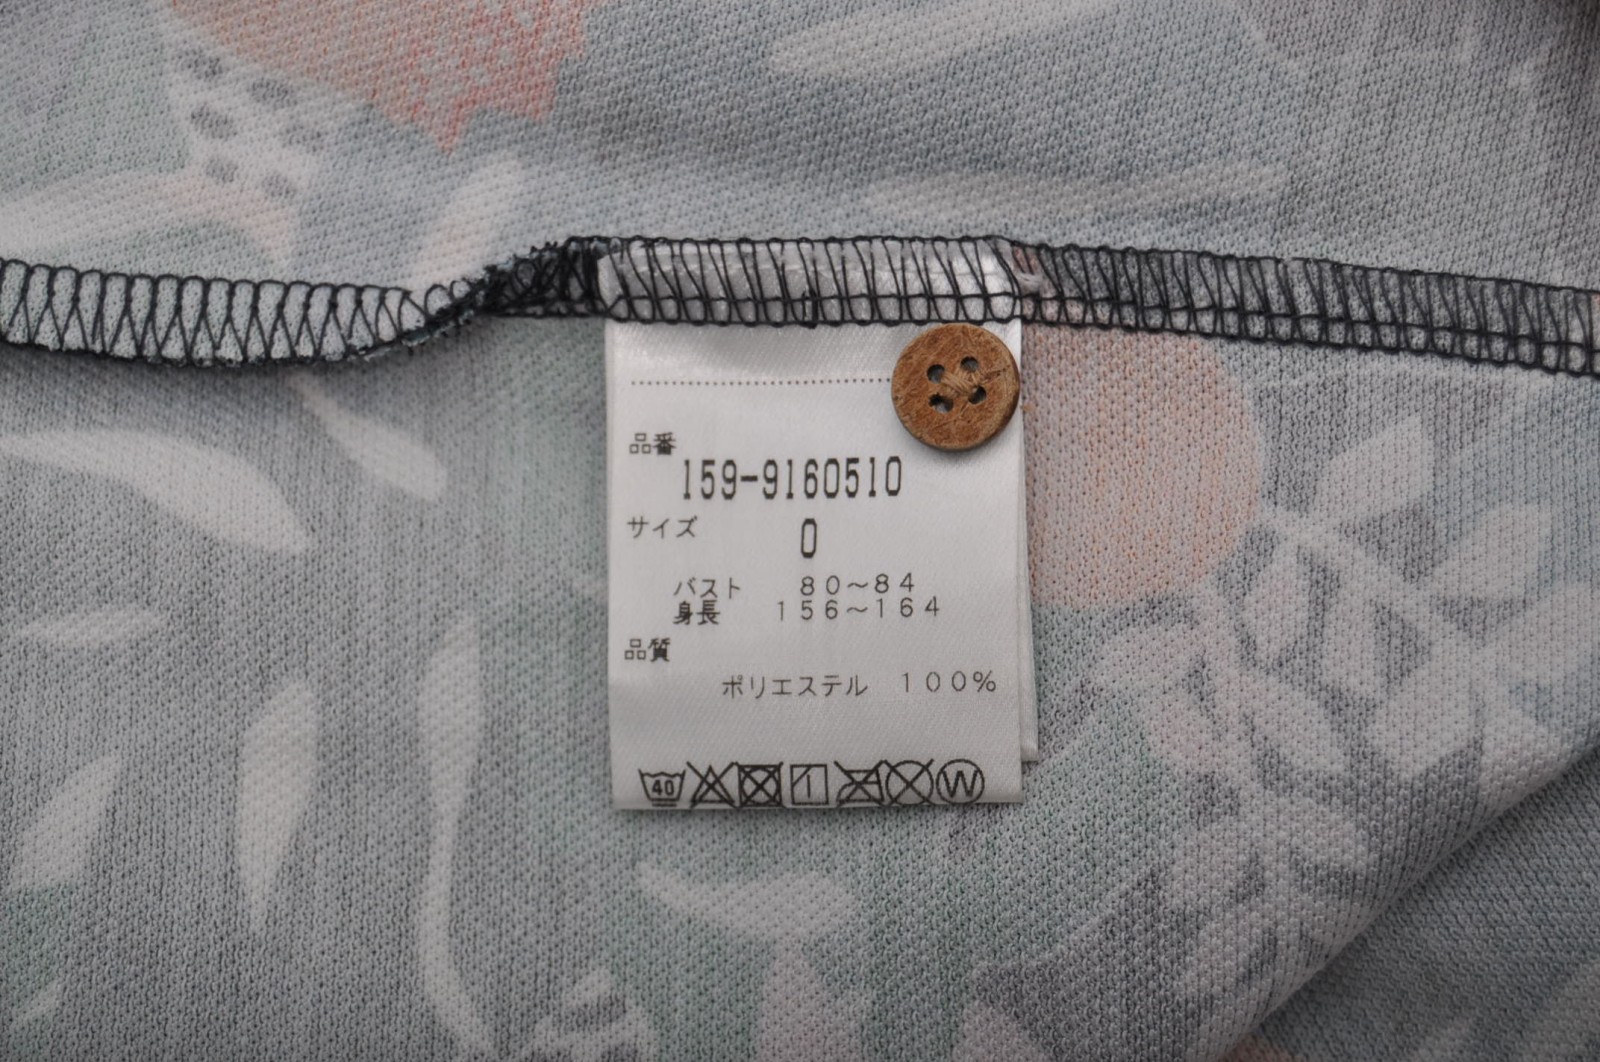 品番
159-9160510
サイズ 0
バスト 80～84
身長 156～164
品質
ポリエステル 100%
40 W